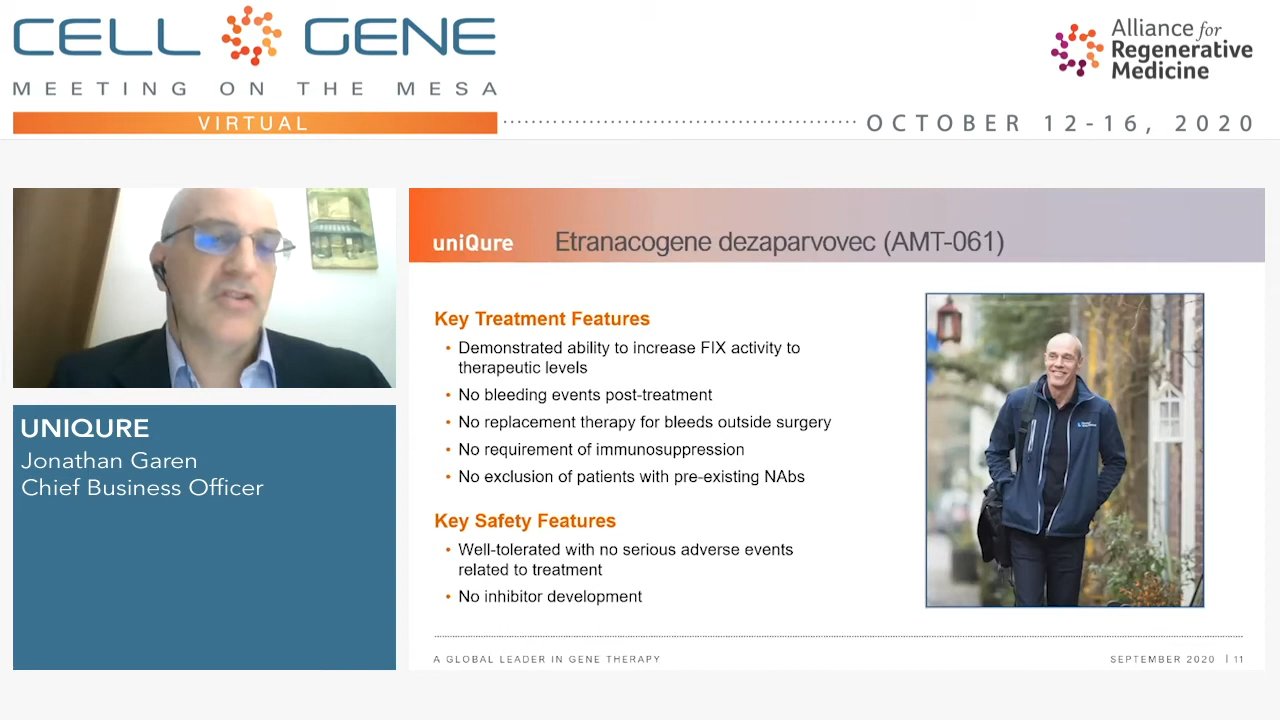 CELL GENE
MEETING ON THE MESA
VIRTUAL
OCTOBER 12-16, 2020
Alliance for
Regenerative
Medicine
UNIQURE
Jonathan Garen
Chief Business Officer
uniQure
Etranacogene dezaparvovec (AMT-061)
Key Treatment Features
• Demonstrated ability to increase FIX activity to
therapeutic levels
• No bleeding events post-treatment
• No replacement therapy for bleeds outside surgery
• No requirement of immunosuppression
• No exclusion of patients with pre-existing NAbs
Key Safety Features
• Well-tolerated with no serious adverse events
related to treatment
• No inhibitor development
A GLOBAL LEADER IN GENE THERAPY
SEPTEMBER 2020 | 11